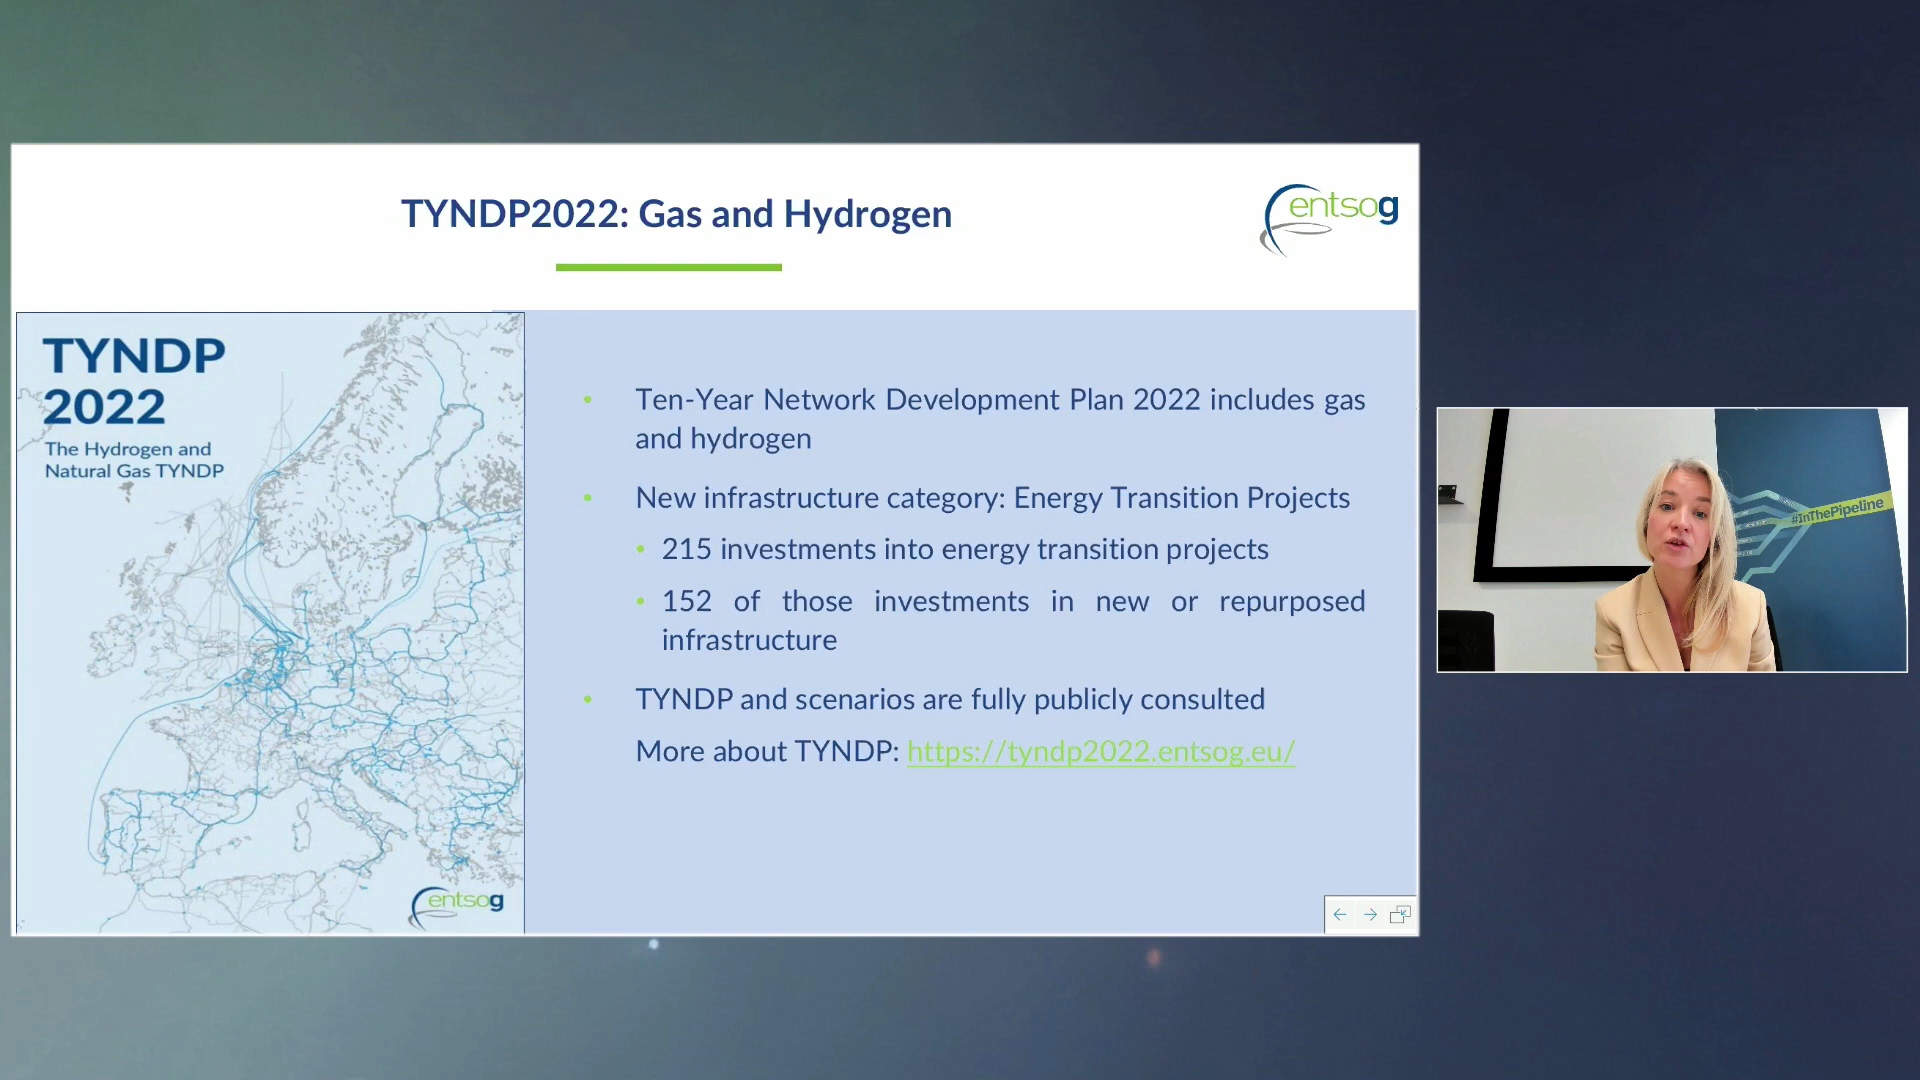 TYNDP2022: Gas and Hydrogen
entsog
TYNDP
2022
The Hydrogen and
Natural Gas TYNDP
entsog
• Ten-Year Network Development Plan 2022 includes gas
and hydrogen
• New infrastructure category: Energy Transition Projects
• 215 investments into energy transition projects
• 152 of those investments in new or repurposed
infrastructure
• TYNDP and scenarios are fully publicly consulted
More about TYNDP: https://tyndp2022.entsog.eu/
#InThePipeline